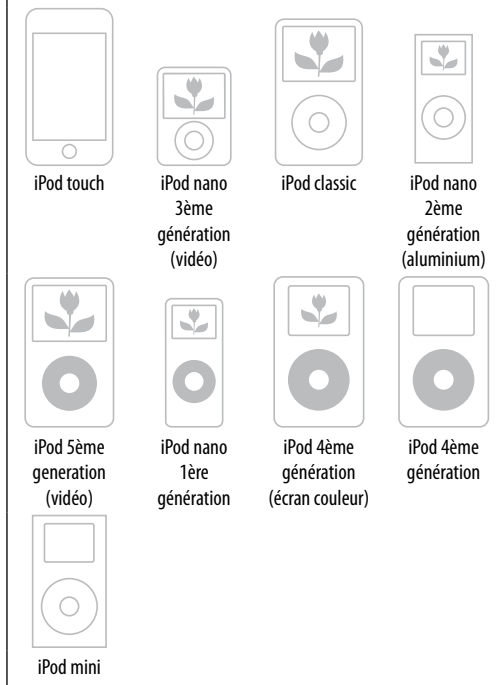 iPod touch
iPod nano
3ème
génération
(vidéo)
iPod classic
iPod nano
2ème
génération
(aluminium)
iPod 5ème
generation
(vidéo)
iPod nano
1ère
génération
iPod 4ème
génération
(écran couleur)
iPod 4ème
génération
iPod mini